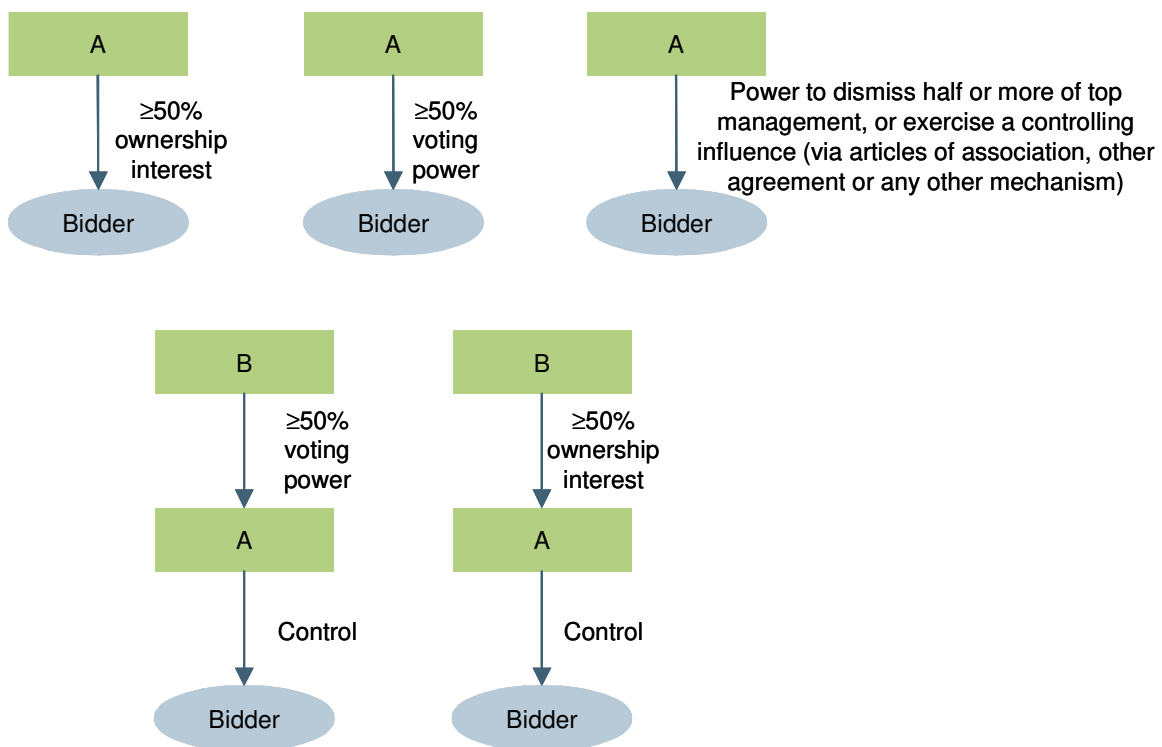 A
A
A
≥50%
ownership
interest
≥50%
voting
power
Power to dismiss half or more of top
management, or exercise a controlling
influence (via articles of association, other
agreement or any other mechanism)
Bidder
Bidder
Bidder
B
B
≥50%
voting
power
≥50%
ownership
interest
A
A
Control
Control
Bidder
Bidder